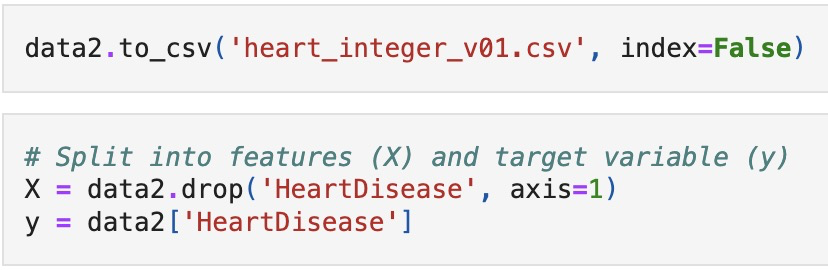 data2.to_csv('heart_integer_v01.csv', index=False)
# Split into features (X) and target variable (y)
X = data2.drop('HeartDisease', axis=1)
y = data2['HeartDisease']